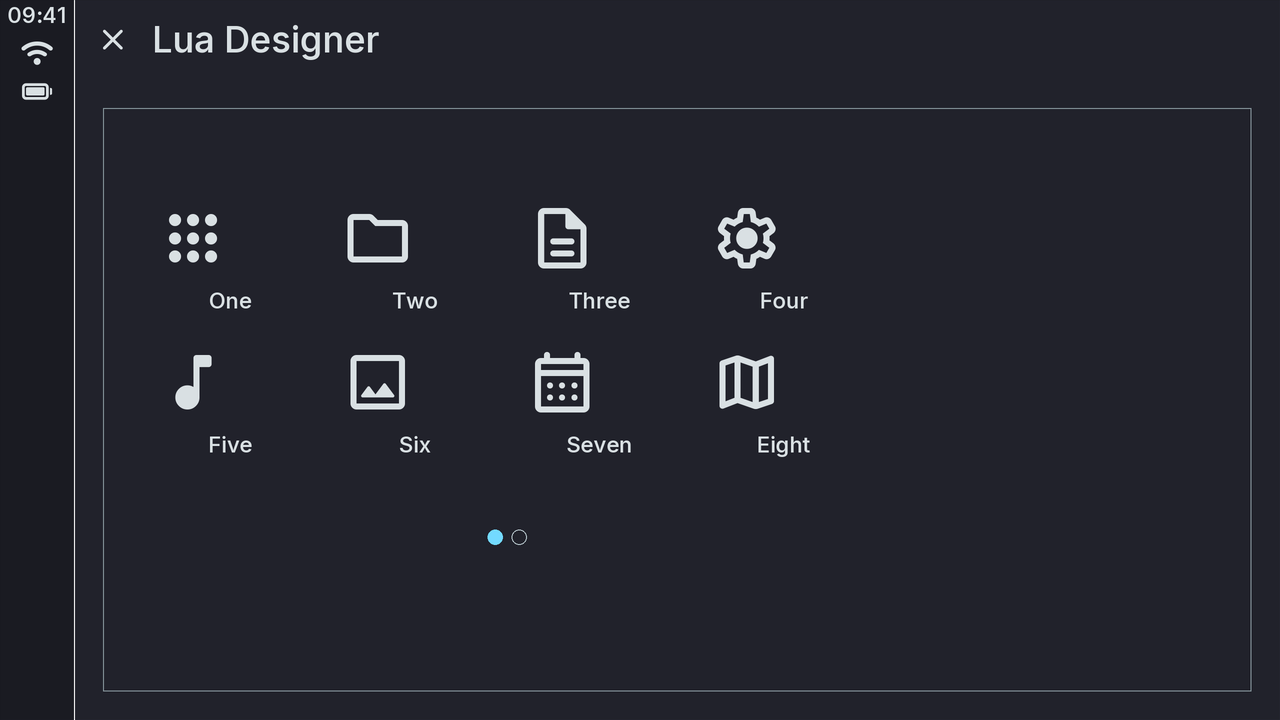 09:41
Lua Designer
One
Two
Three
Four
Five
Six
Seven
Eight